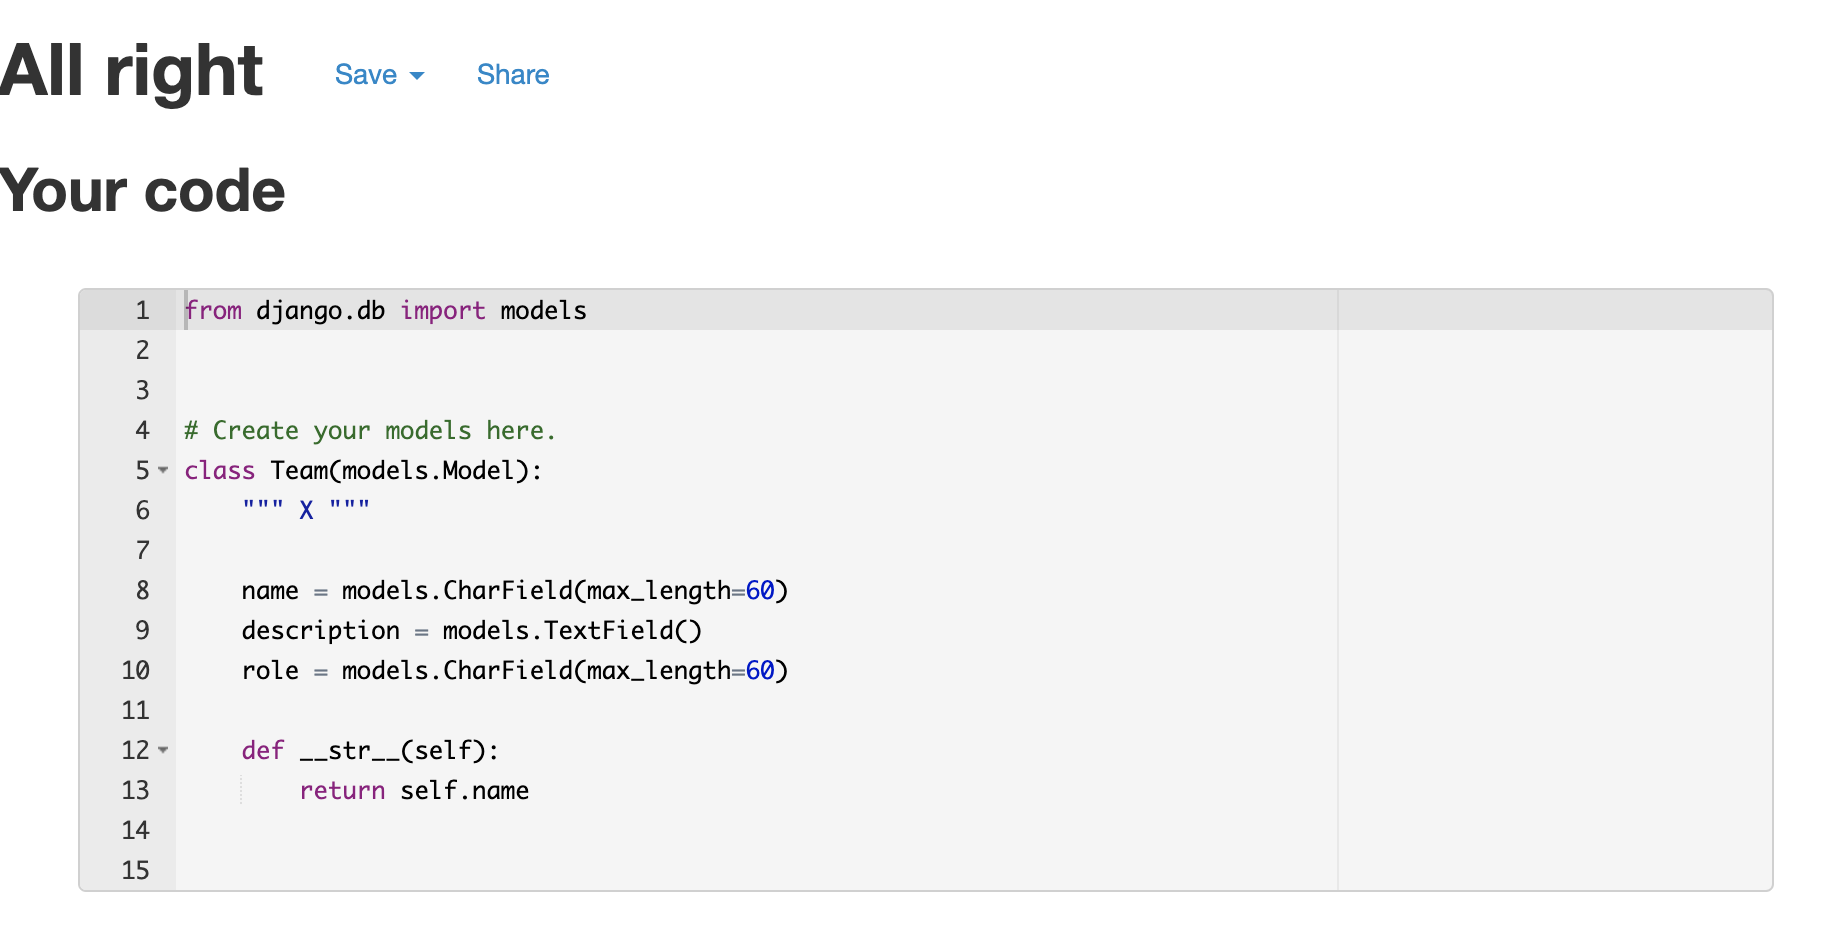 All right Save Share
Your code
1 from django.db import models
2
3
4 # Create your models here.
5 class Team(models.Model):
6     """ X """
7
8     name = models.CharField(max_length=60)
9     description = models.TextField()
10     role = models.CharField(max_length=60)
11
12     def __str__(self):
13         return self.name
14
15